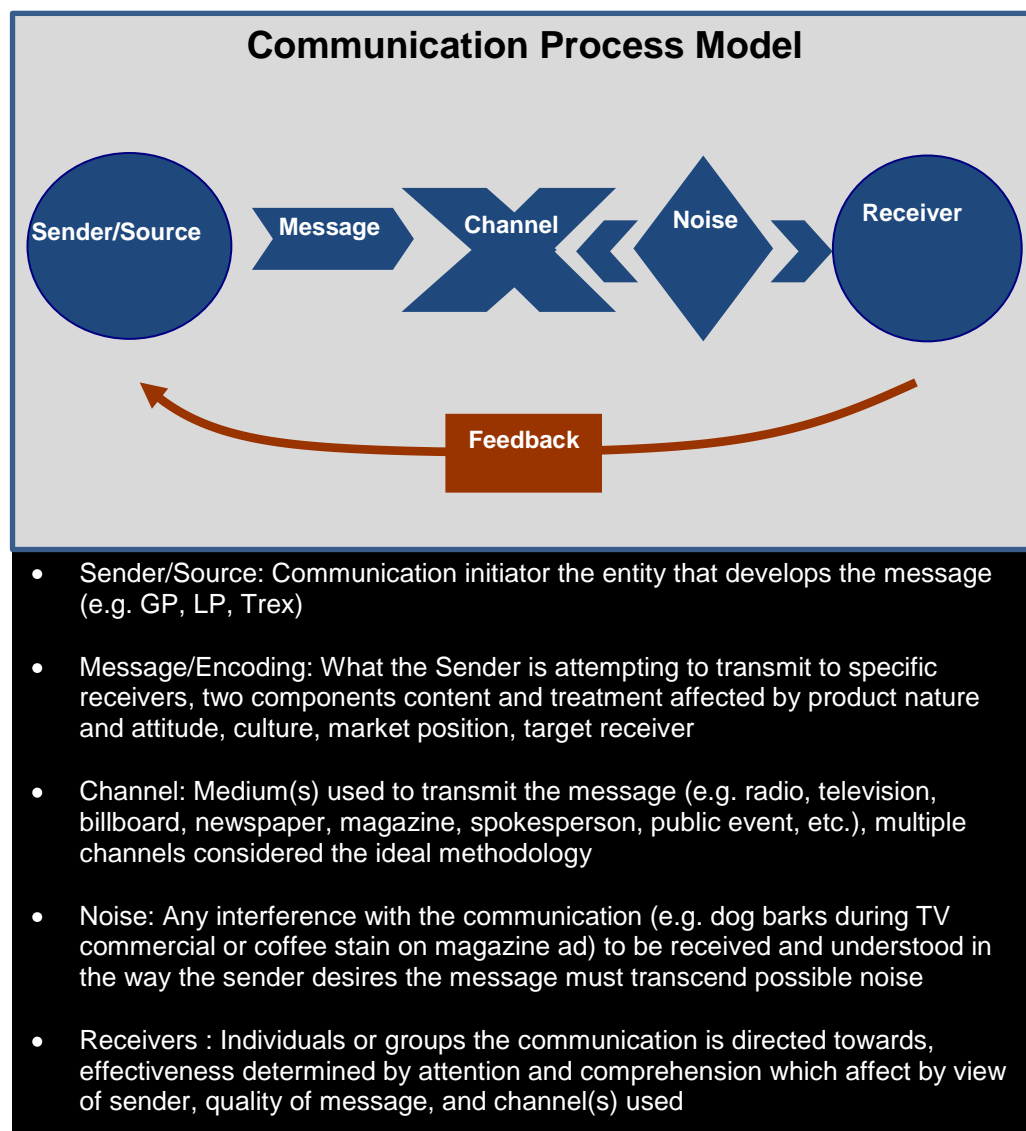 Communication Process Model
Sender/Source
Message
Channel
Noise
Receiver
Feedback
• Sender/Source: Communication initiator the entity that develops the message
(e.g. GP, LP, Trex)
• Message/Encoding: What the Sender is attempting to transmit to specific
receivers, two components content and treatment affected by product nature
and attitude, culture, market position, target receiver
• Channel: Medium(s) used to transmit the message (e.g. radio, television,
billboard, newspaper, magazine, spokesperson, public event, etc.), multiple
channels considered the ideal methodology
• Noise: Any interference with the communication (e.g. dog barks during TV
commercial or coffee stain on magazine ad) to be received and understood in
the way the sender desires the message must transcend possible noise
• Receivers : Individuals or groups the communication is directed towards,
effectiveness determined by attention and comprehension which affect by view
of sender, quality of message, and channel(s) used